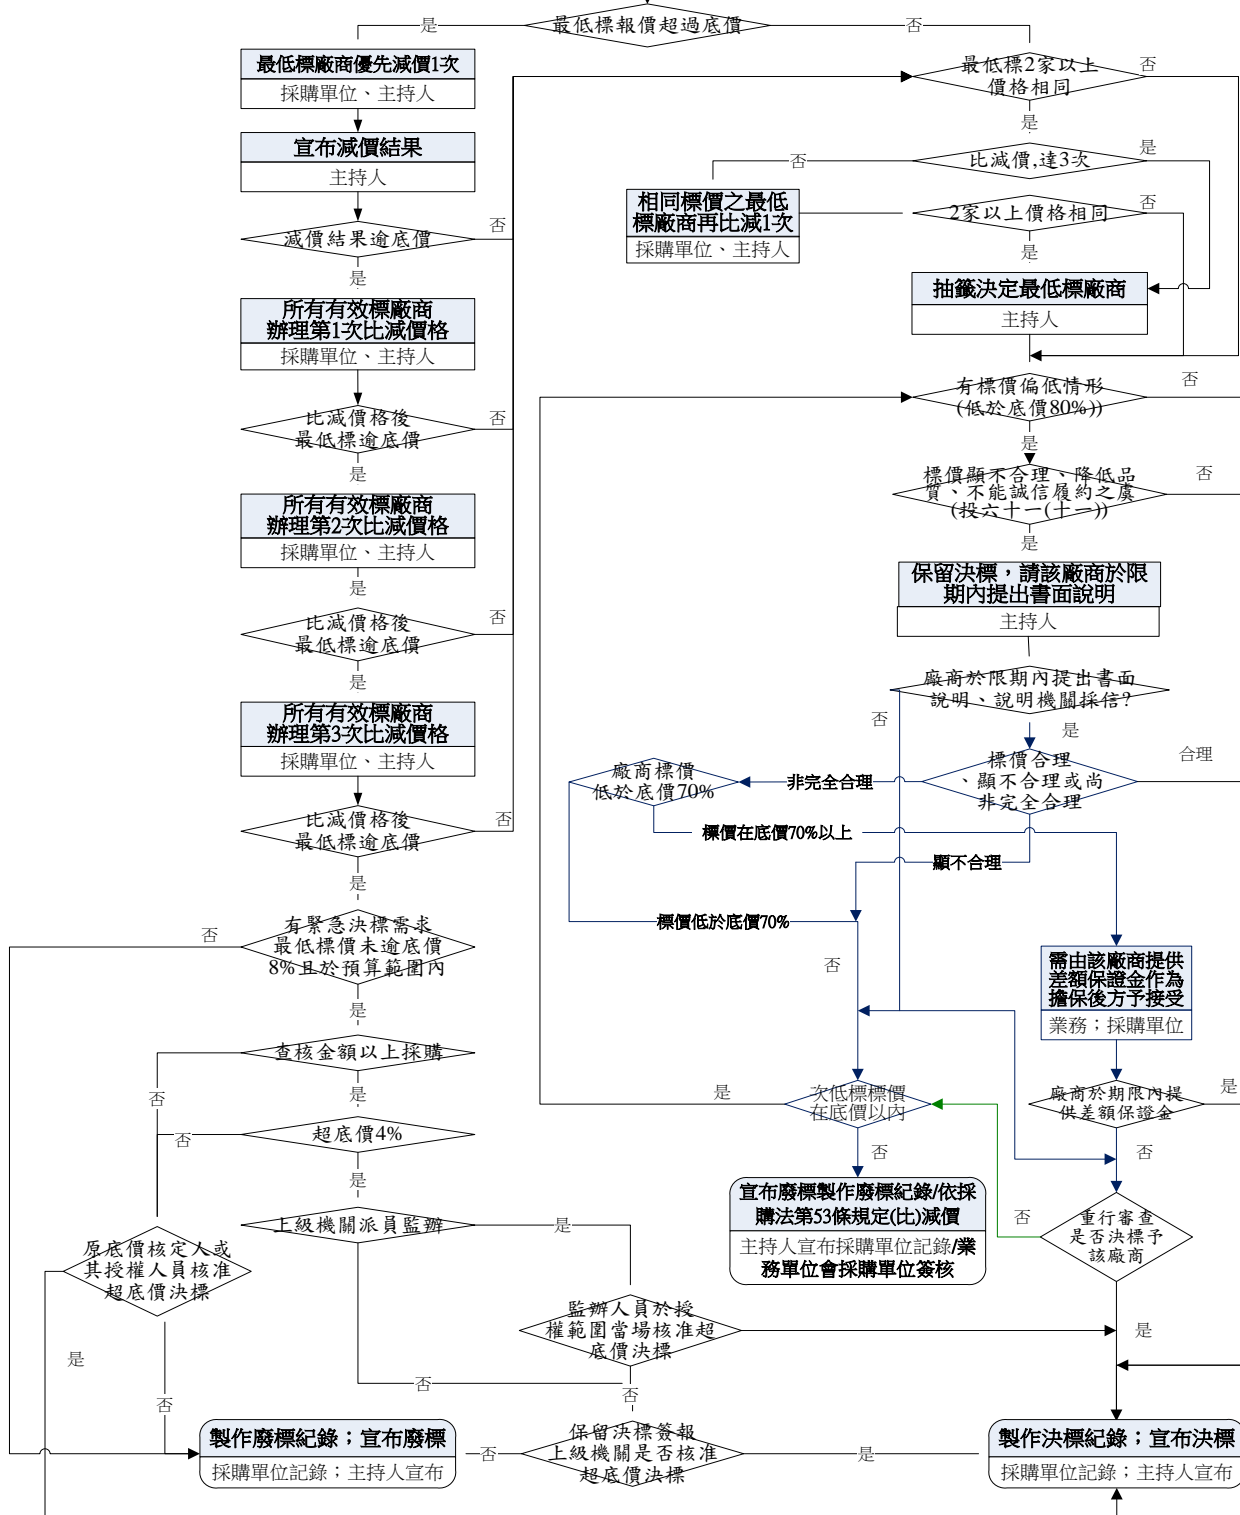 最低標報價超過底價
是
否
最低標廠商優先減價1次
採購單位、主持人
最低標2家以上
價格相同
否
是
宣布減價結果
主持人
比減價,達3次
否
是
相同標價之最低
標廠商再比減1次
採購單位、主持人
2家以上價格相同
否
是
減價結果逾底價
否
是
抽籤決定最低標廠商
主持人
所有有效標廠商
辦理第1次比減價格
採購單位、主持人
有標價偏低情形
(低於底價80%))
否
是
比減價格後
最低標逾底價
否
是
標價顯不合理、降低品
質、不能誠信履約之虞
(投六十一(十一))
否
是
所有有效標廠商
辦理第2次比減價格
採購單位、主持人
是
保留決標，請該廠商於限
期內提出書面說明
主持人
比減價格後
最低標逾底價
否
是
廠商於限期內提出書面
說明、說明機關採信?
否
是
所有有效標廠商
辦理第3次比減價格
採購單位、主持人
標價合理
、顯不合理或尚
非完全合理
合理
非完全合理
廠商標價
低於底價70%
標價在底價70%以上
顯不合理
標價低於底價70%
比減價格後
最低標逾底價
否
是
有緊急決標需求
最低標價未逾底價
8%且於預算範圍內
否
是
否
需由該廠商提供
差額保證金作為
擔保後方予接受
業務；採購單位
查核金額以上採購
否
是
次低標標價
在底價以內
是
否
廠商於期限內提
供差額保證金
是
否
超底價4%
否
是
宣布廢標製作廢標紀錄/依採
購法第53條規定(比)減價
主持人宣布採購單位記錄/業
務單位會採購單位簽核
上級機關派員監辦
是
否
重行審查
是否決標予
該廠商
否
是
原底價核定人或
其授權人員核准
超底價決標
是
否
監辦人員於授
權範圍當場核准超
底價決標
否
製作廢標紀錄；宣布廢標
採購單位記錄；主持人宣布
否
保留決標簽報
上級機關是否核准
超底價決標
是
製作決標紀錄；宣布決標
採購單位記錄；主持人宣布